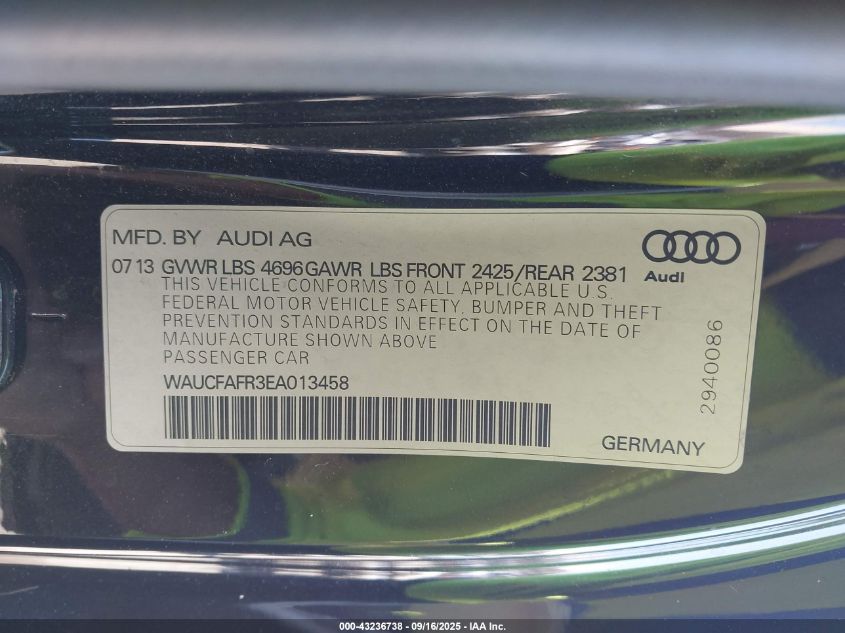 MFD. BY AUDI AG
Audi
07 13 GVWR LBS 4696 GAWR LBS FRONT 2425/REAR 2381
THIS VEHICLE CONFORMS TO ALL APPLICABLE U.S.
FEDERAL MOTOR VEHICLE SAFETY, BUMPER AND THEFT
PREVENTION STANDARDS IN EFFECT ON THE DATE OF
MANUFACTURE SHOWN ABOVE
PASSENGER CAR
WAUCFAFR3EA013458
2940086
GERMANY
000-43236738 - 09/16/2025 - IAA Inc.